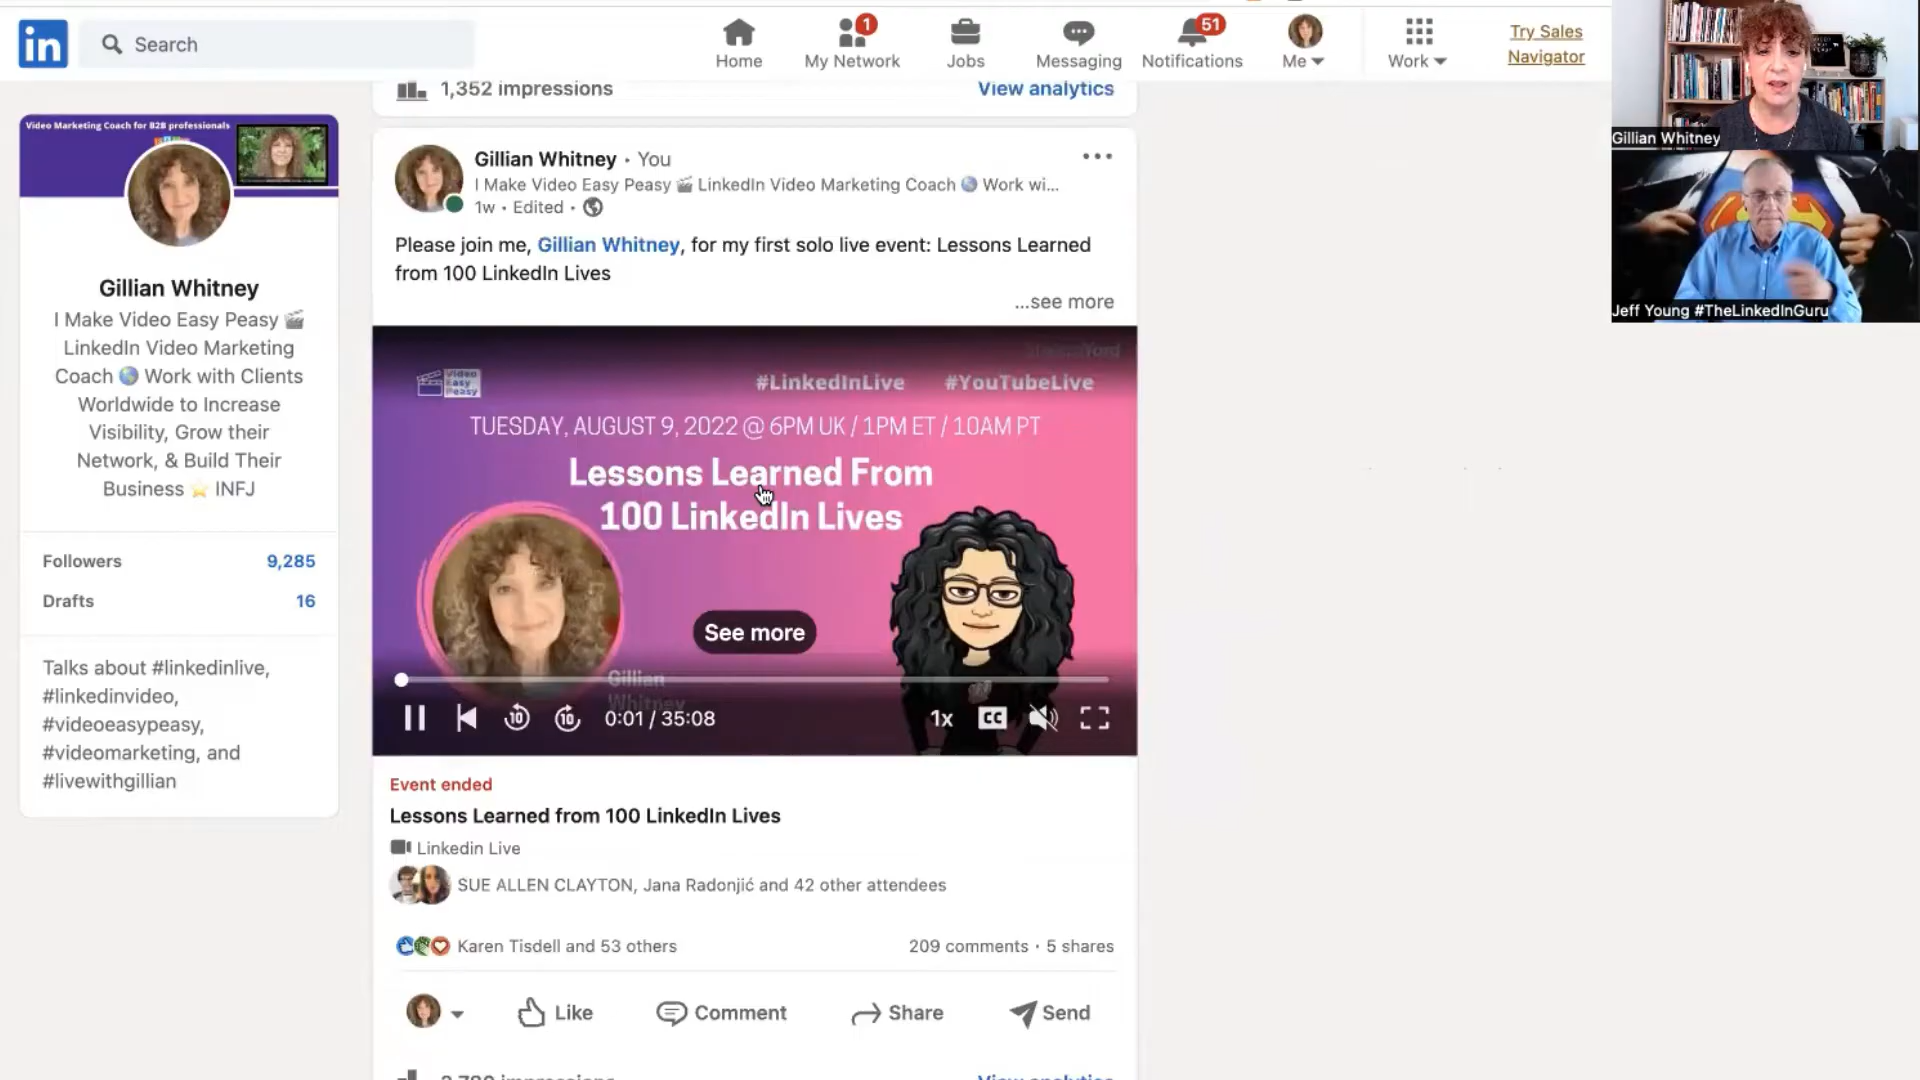 in
Search
Home
1
My Network
Jobs
Messaging
51
Notifications
Me
Work
Try Sales
Navigator
1,352 impressions
View analytics
Video Marketing Coach for B2B professionals
Gillian Whitney
I Make Video Easy Peasy
LinkedIn Video Marketing
Coach Work with Clients
Worldwide to Increase
Visibility, Grow their
Network, & Build Their
Business INFJ
Followers 9,285
Drafts 16
Talks about #linkedinlive,
#linkedinvideo,
#videoeasypeasy,
#videomarketing, and
#livewithgillian
Gillian Whitney • You
I Make Video Easy Peasy LinkedIn Video Marketing Coach Work wi...
1w • Edited •
Please join me, Gillian Whitney, for my first solo live event: Lessons Learned
from 100 LinkedIn Lives
...see more
Video
Easy
Peasy
#LinkedInLive #YouTubeLive
TUESDAY, AUGUST 9, 2022 @ 6PM UK / 1PM ET / 10AM PT
Lessons Learned From
100 LinkedIn Lives
See more
Gillian
Whitney
10
10
0:01 / 35:08
1x
CC
Event ended
Lessons Learned from 100 LinkedIn Lives
Linkedin Live
SUE ALLEN CLAYTON, Jana Radonjić and 42 other attendees
Karen Tisdell and 53 others
209 comments • 5 shares
Like
Comment
Share
Send
View analytics
Gillian Whitney
Jeff Young #TheLinkedInGuru